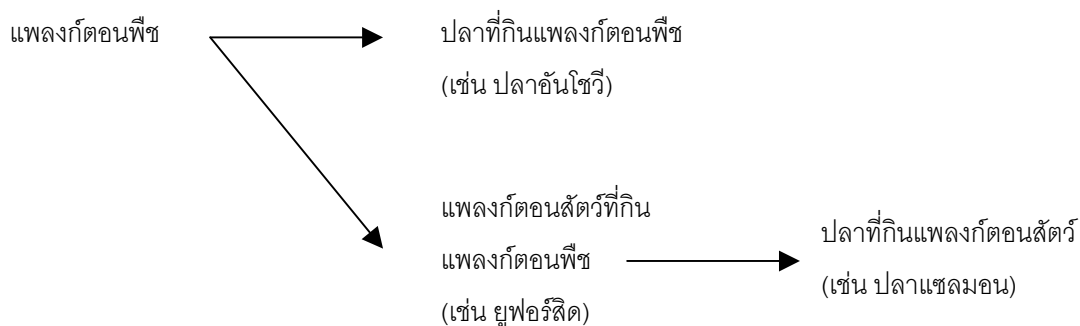 แพลงก์ตอนพืช
ปลาที่กินแพลงก์ตอนพืช
(เช่น ปลาอันโชวี)
แพลงก์ตอนสัตว์ที่กิน
แพลงก์ตอนพืช
(เช่น ยูฟอร์สิด)
ปลาที่กินแพลงก์ตอนสัตว์
(เช่น ปลาแซลมอน)